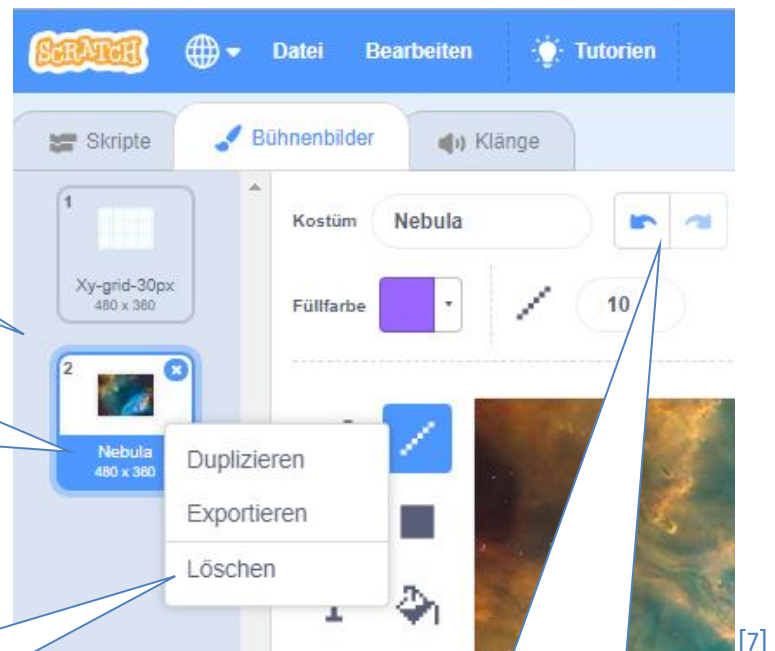 SCRATCH Datei Bearbeiten Tutorien
Skripte Bühnenbilder Klänge
1
Xy-grid-30px
480 x 360
2
Nebula
480 x 360
Kostüm Nebula
Füllfarbe 10
Duplizieren
Exportieren
Löschen
T
[7]